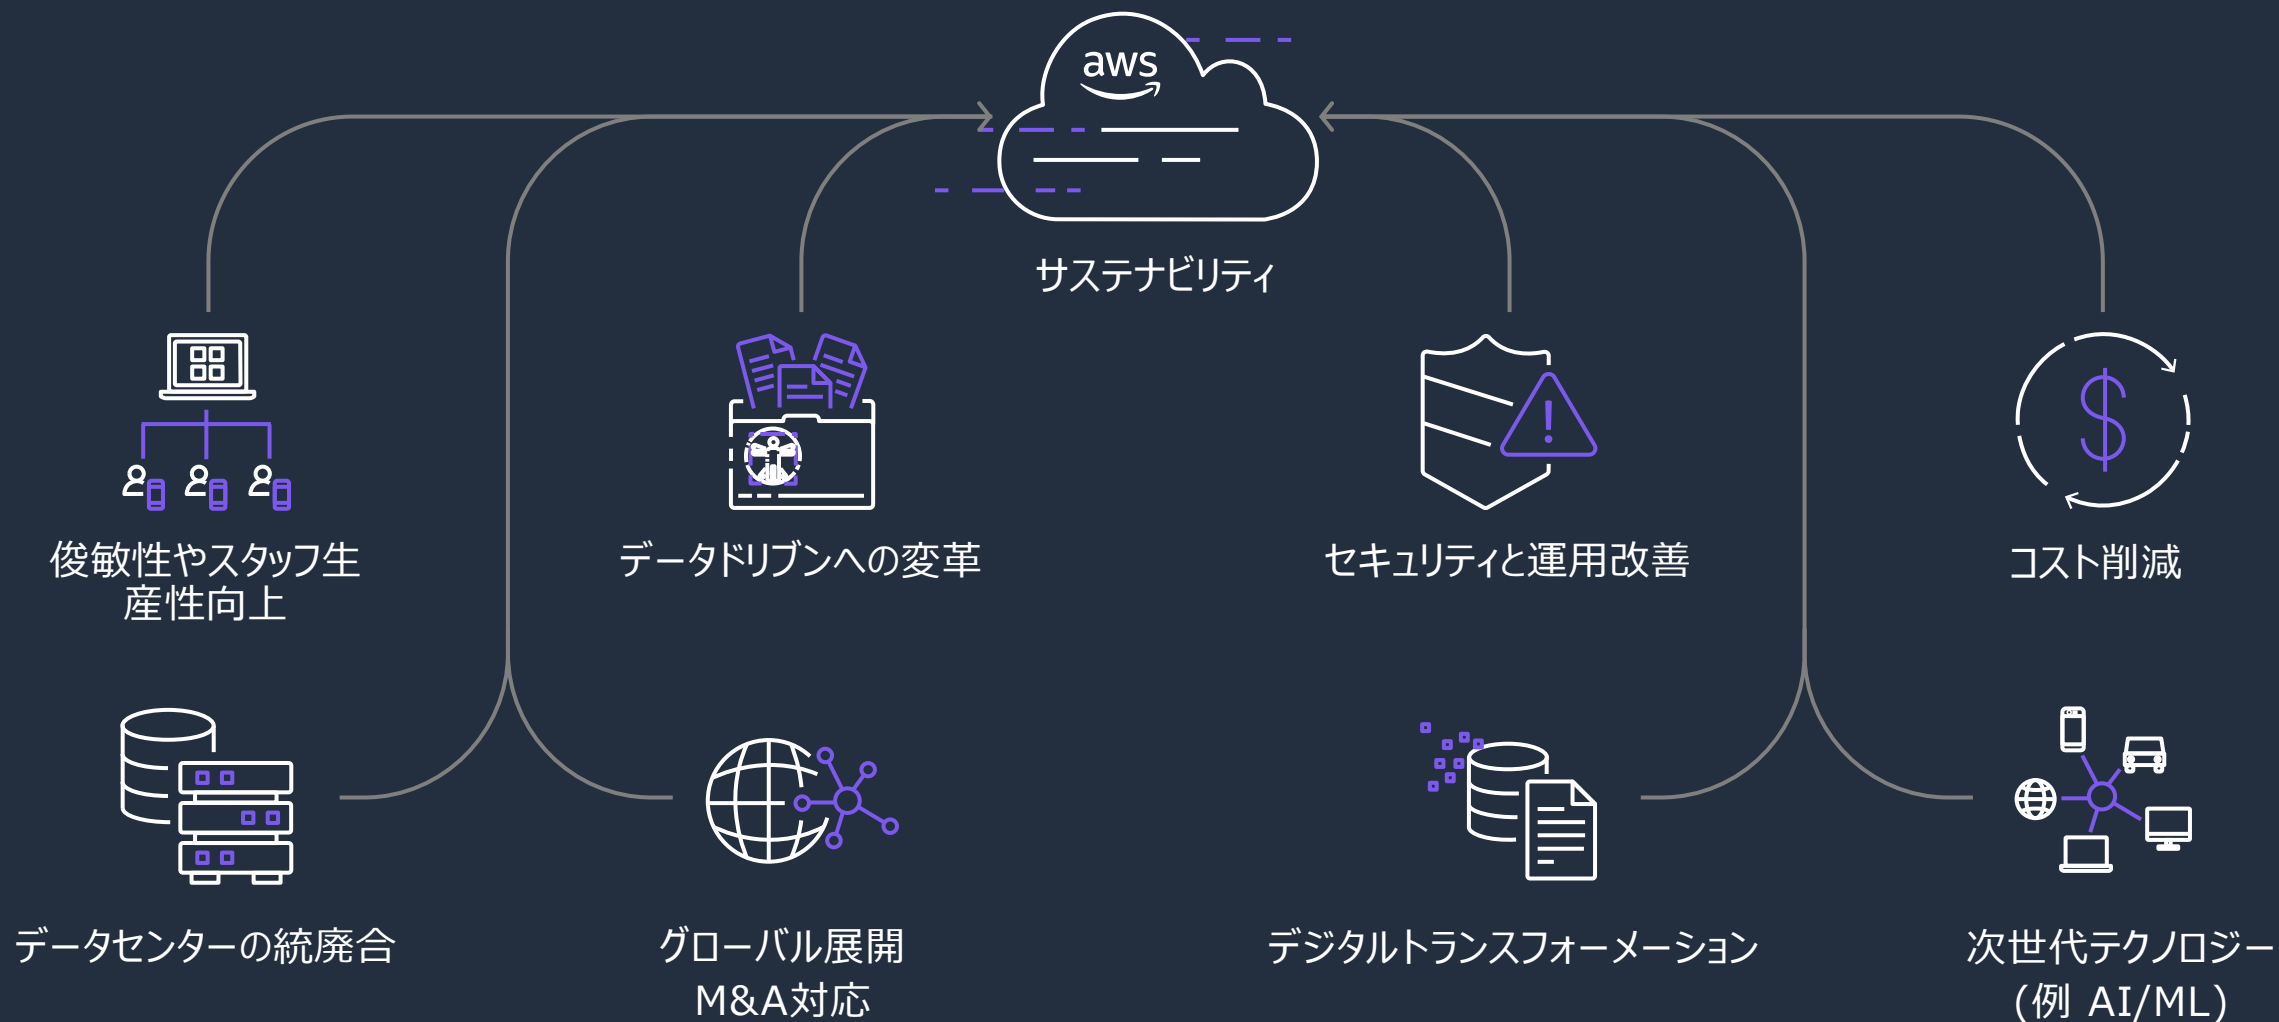 aws
サステナビリティ
俊敏性やスタッフ生
産性向上
データドリブンへの変革
セキュリティと運用改善
コスト削減
データセンターの統廃合
グローバル展開
M&A対応
デジタルトランスフォーメーション
次世代テクノロジー
(例 AI/ML)